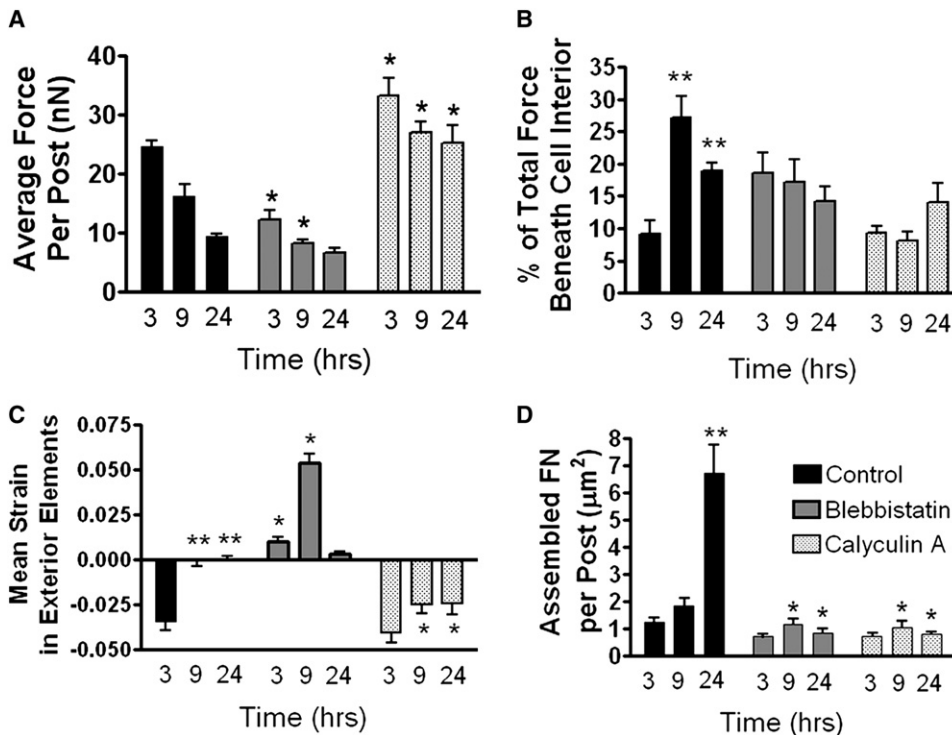 A
Average Force
Per Post (nN)
40
30
20
10
0
*
*
*
*
*
3 9 24 3 9 24 3 9 24
Time (hrs)
B
% of Total Force
Beneath Cell Interior
35
30
25
20
15
10
5
0
**
**
3 9 24 3 9 24 3 9 24
Time (hrs)
C
Mean Strain
in Exterior Elements
0.075
0.050
0.025
0.000
-0.025
-0.050
** **
*
*
* *
3 9 24 3 9 24 3 9 24
Time (hrs)
D
Assembled FN
per Post (µm²)
8
7
6
5
4
3
2
1
0
**
* *
* *
Control
Blebbistatin
Calyculin A
3 9 24 3 9 24 3 9 24
Time (hrs)